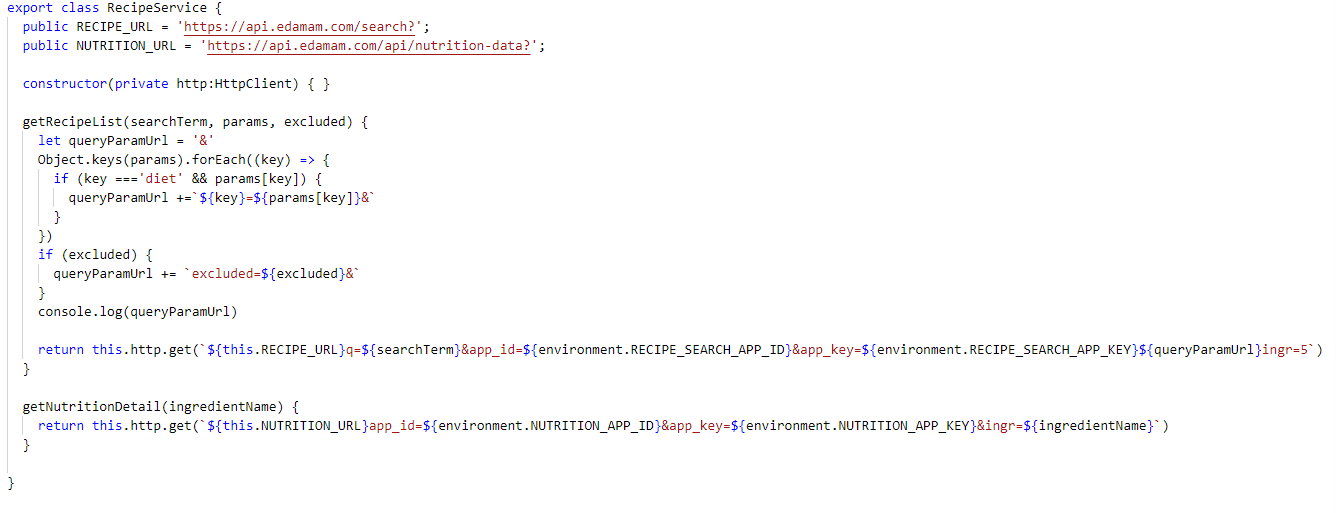 export class RecipeService {
  public RECIPE_URL = 'https://api.edamam.com/search?';
  public NUTRITION_URL = 'https://api.edamam.com/api/nutrition-data?';

  constructor(private http:HttpClient) { }

  getRecipeList(searchTerm, params, excluded) {
    let queryParamUrl = '&'
    Object.keys(params).forEach((key) => {
      if (key ==='diet' && params[key]) {
        queryParamUrl +=`${key}=${params[key]}&`
      }
    })
    if (excluded) {
      queryParamUrl += `excluded=${excluded}&`
    }
    console.log(queryParamUrl)

    return this.http.get(`${this.RECIPE_URL}q=${searchTerm}&app_id=${environment.RECIPE_SEARCH_APP_ID}&app_key=${environment.RECIPE_SEARCH_APP_KEY}${queryParamUrl}ingr=5`)
  }

  getNutritionDetail(ingredientName) {
    return this.http.get(`${this.NUTRITION_URL}app_id=${environment.NUTRITION_APP_ID}&app_key=${environment.NUTRITION_APP_KEY}&ingr=${ingredientName}`)
  }

}